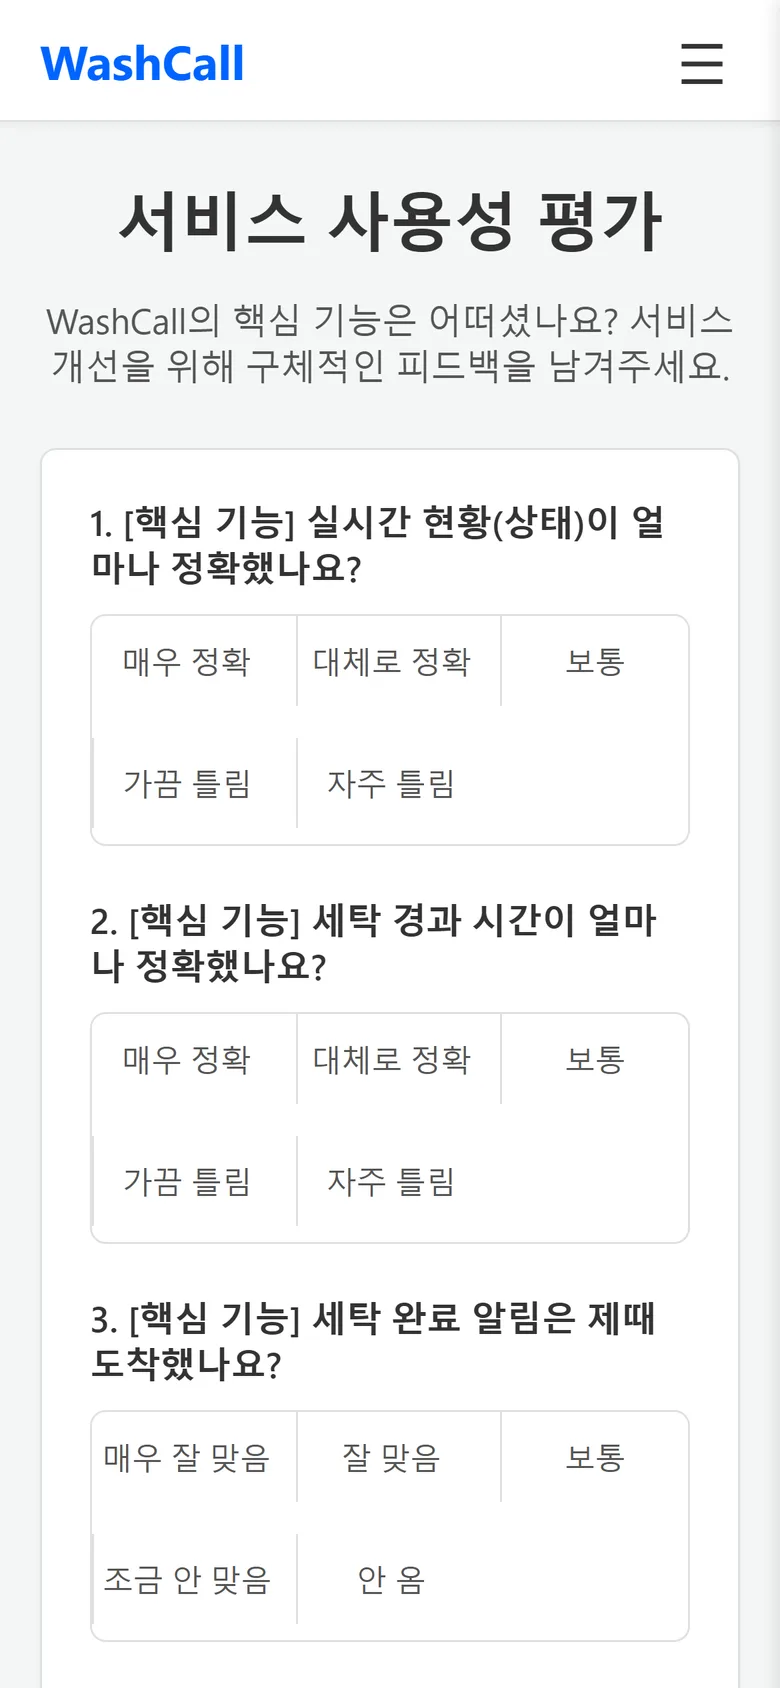 WashCall
서비스 사용성 평가
WashCall의 핵심 기능은 어떠셨나요? 서비스
개선을 위해 구체적인 피드백을 남겨주세요.
1. [핵심 기능] 실시간 현황(상태)이 얼
마나 정확했나요?
매우 정확 대체로 정확 보통
가끔 틀림 자주 틀림
2. [핵심 기능] 세탁 경과 시간이 얼마
나 정확했나요?
매우 정확 대체로 정확 보통
가끔 틀림 자주 틀림
3. [핵심 기능] 세탁 완료 알림은 제때
도착했나요?
매우 잘 맞음 잘 맞음 보통
조금 안 맞음 안 옴